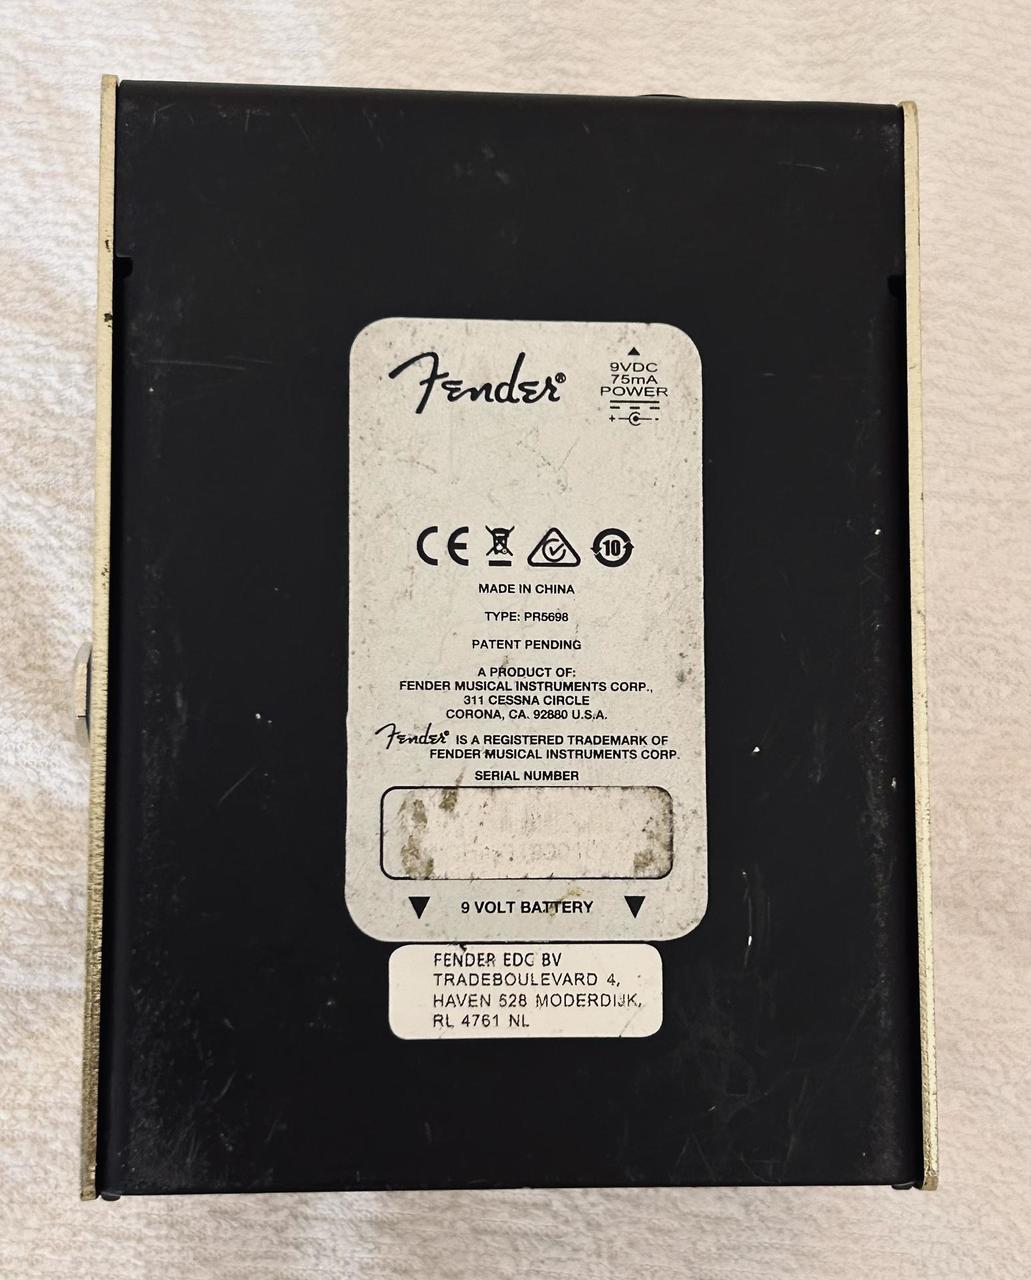 Fender®
9VDC
75mA
POWER
+ -
CE
10
MADE IN CHINA
TYPE: PR5698
PATENT PENDING
A PRODUCT OF:
FENDER MUSICAL INSTRUMENTS CORP.,
311 CESSNA CIRCLE
CORONA, CA. 92880 U.S.A.
Fender® IS A REGISTERED TRADEMARK OF
FENDER MUSICAL INSTRUMENTS CORP.
SERIAL NUMBER
9 VOLT BATTERY
FENDER EDC BV
TRADEBOULEVARD 4,
HAVEN 528 MODERDIJK,
RL 4761 NL